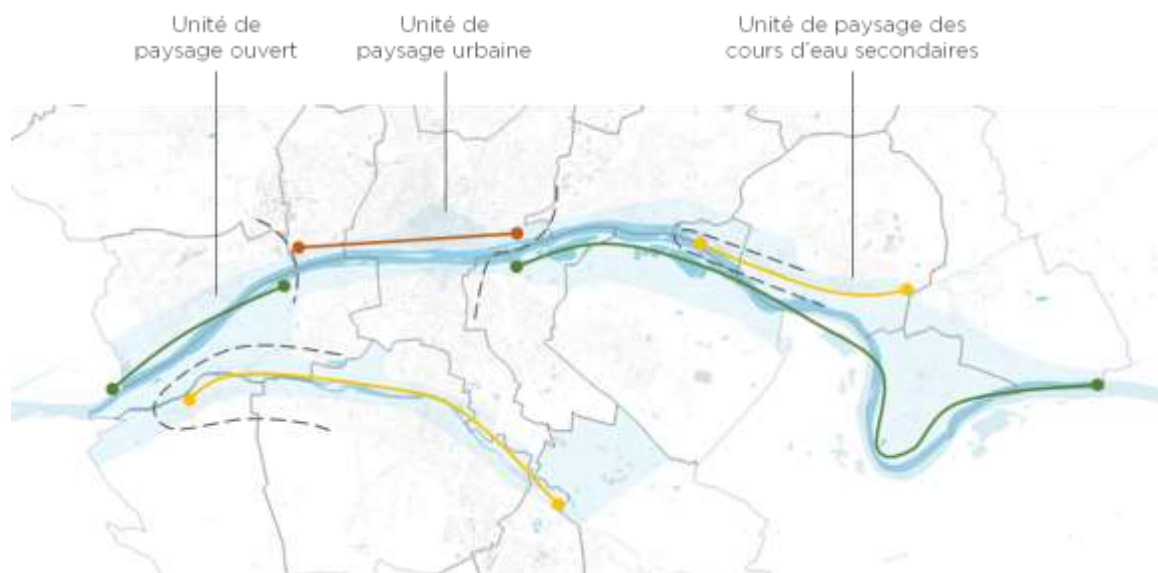 Unité de
paysage ouvert
Unité de
paysage urbaine
Unité de paysage des
cours d'eau secondaires